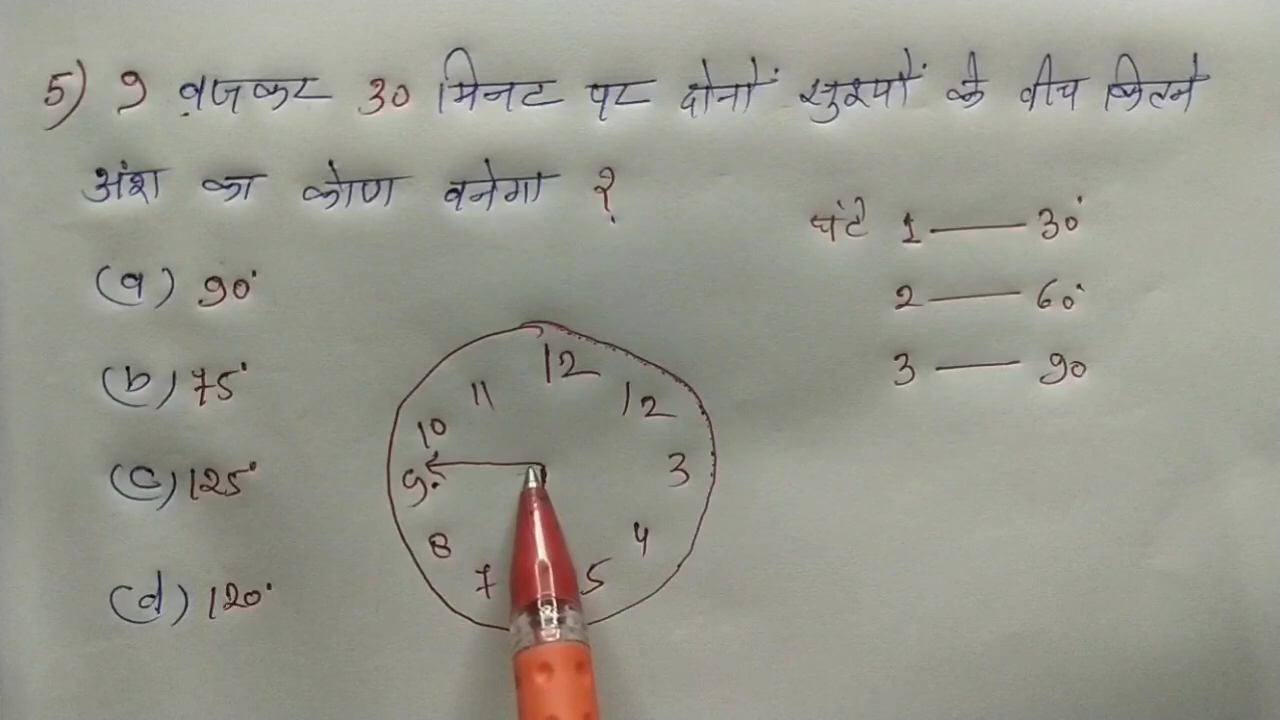 5) 9 बजकर 30 मिनट पर दोनों सुइयों के बीच कितने
अंश का कोण बनेगा ?
(a) 90°
(b) 75°
(c) 125°
(d) 120°
घंटे 1 — 30°
2 — 60°
3 — 90
12
11 12
10
9 3
8 4
7 5